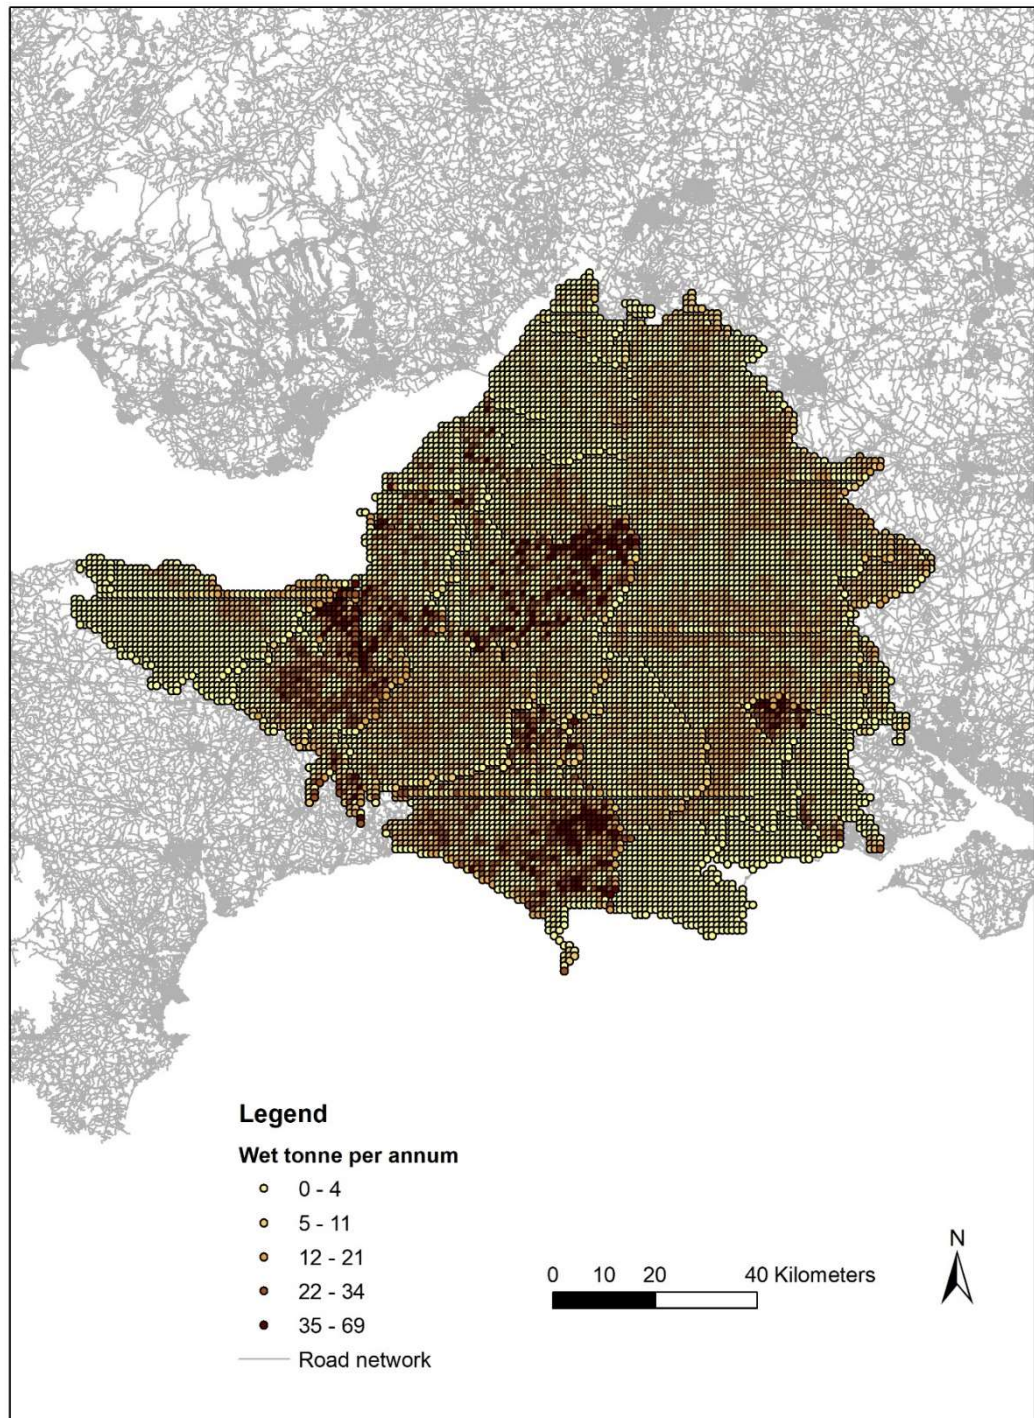 Legend
Wet tonne per annum
0 - 4
5 - 11
12 - 21
22 - 34
35 - 69
Road network
0 10 20 40 Kilometers
N